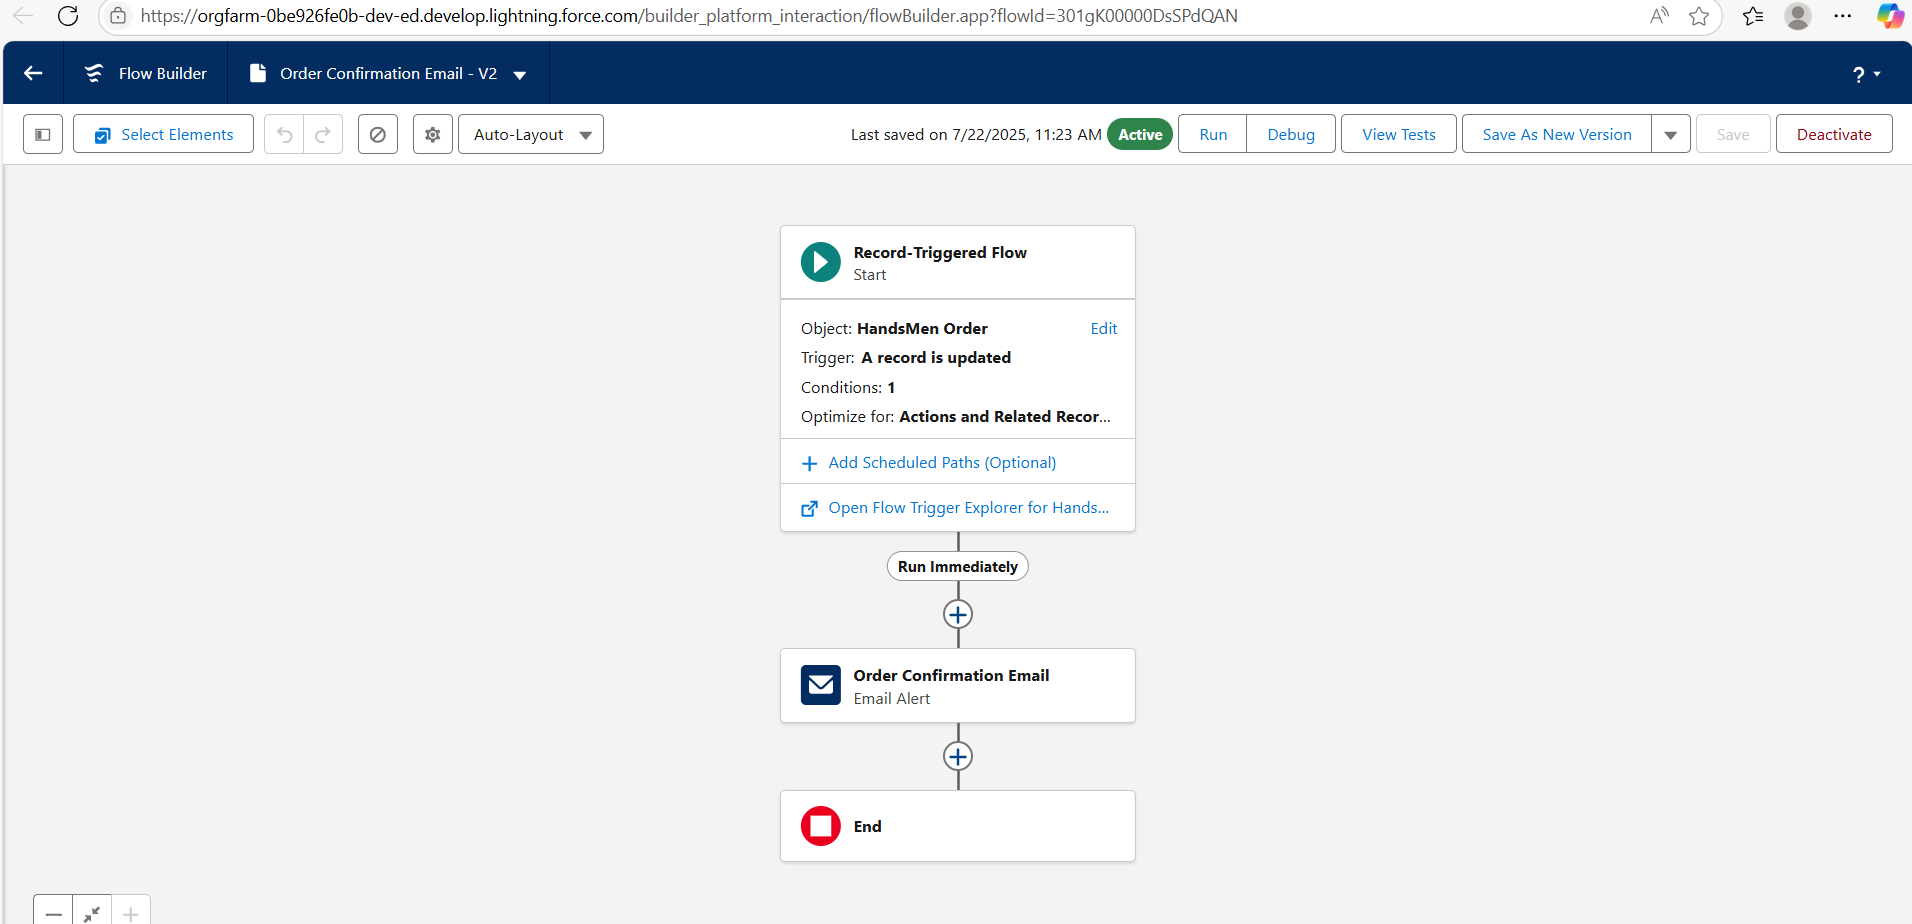 https://orgfarm-0be926fe0b-dev-ed.develop.lightning.force.com/builder_platform_interaction/flowBuilder.app?flowId=301gK00000DsSPdQAN
Flow Builder
Order Confirmation Email - V2
?
Select Elements
Auto-Layout
Last saved on 7/22/2025, 11:23 AM
Active
Run
Debug
View Tests
Save As New Version
Save
Deactivate
Record-Triggered Flow
Start
Object: HandsMen Order
Edit
Trigger: A record is updated
Conditions: 1
Optimize for: Actions and Related Recor...
Add Scheduled Paths (Optional)
Open Flow Trigger Explorer for Hands...
Run Immediately
Order Confirmation Email
Email Alert
End